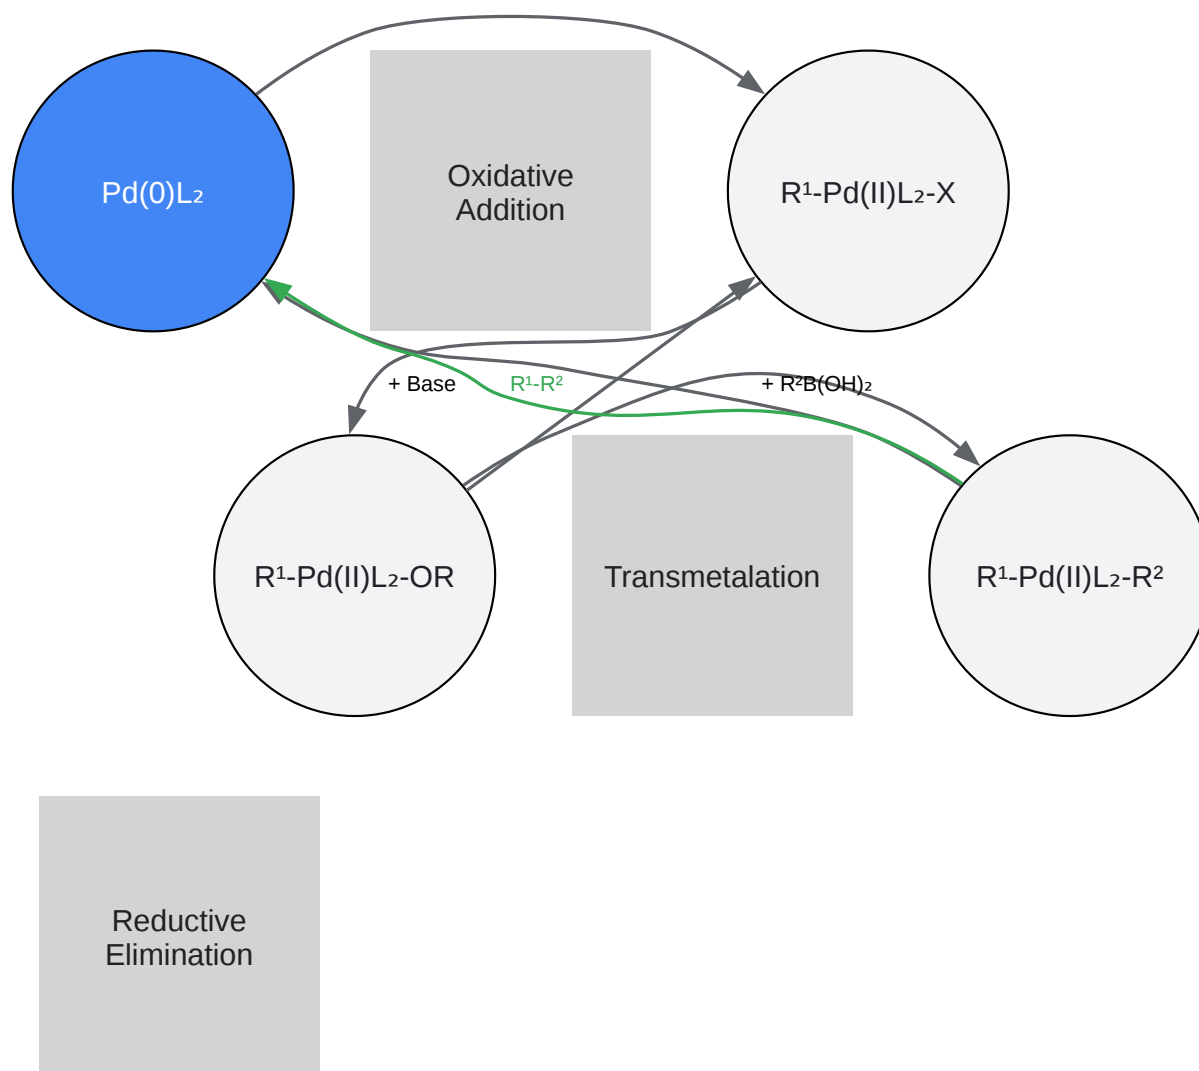 Pd(0)L₂
Oxidative
Addition
R¹-Pd(II)L₂-X
+ Base
R¹-R²
+ R²B(OH)₂
R¹-Pd(II)L₂-OR
Transmetalation
R¹-Pd(II)L₂-R²
Reductive
Elimination